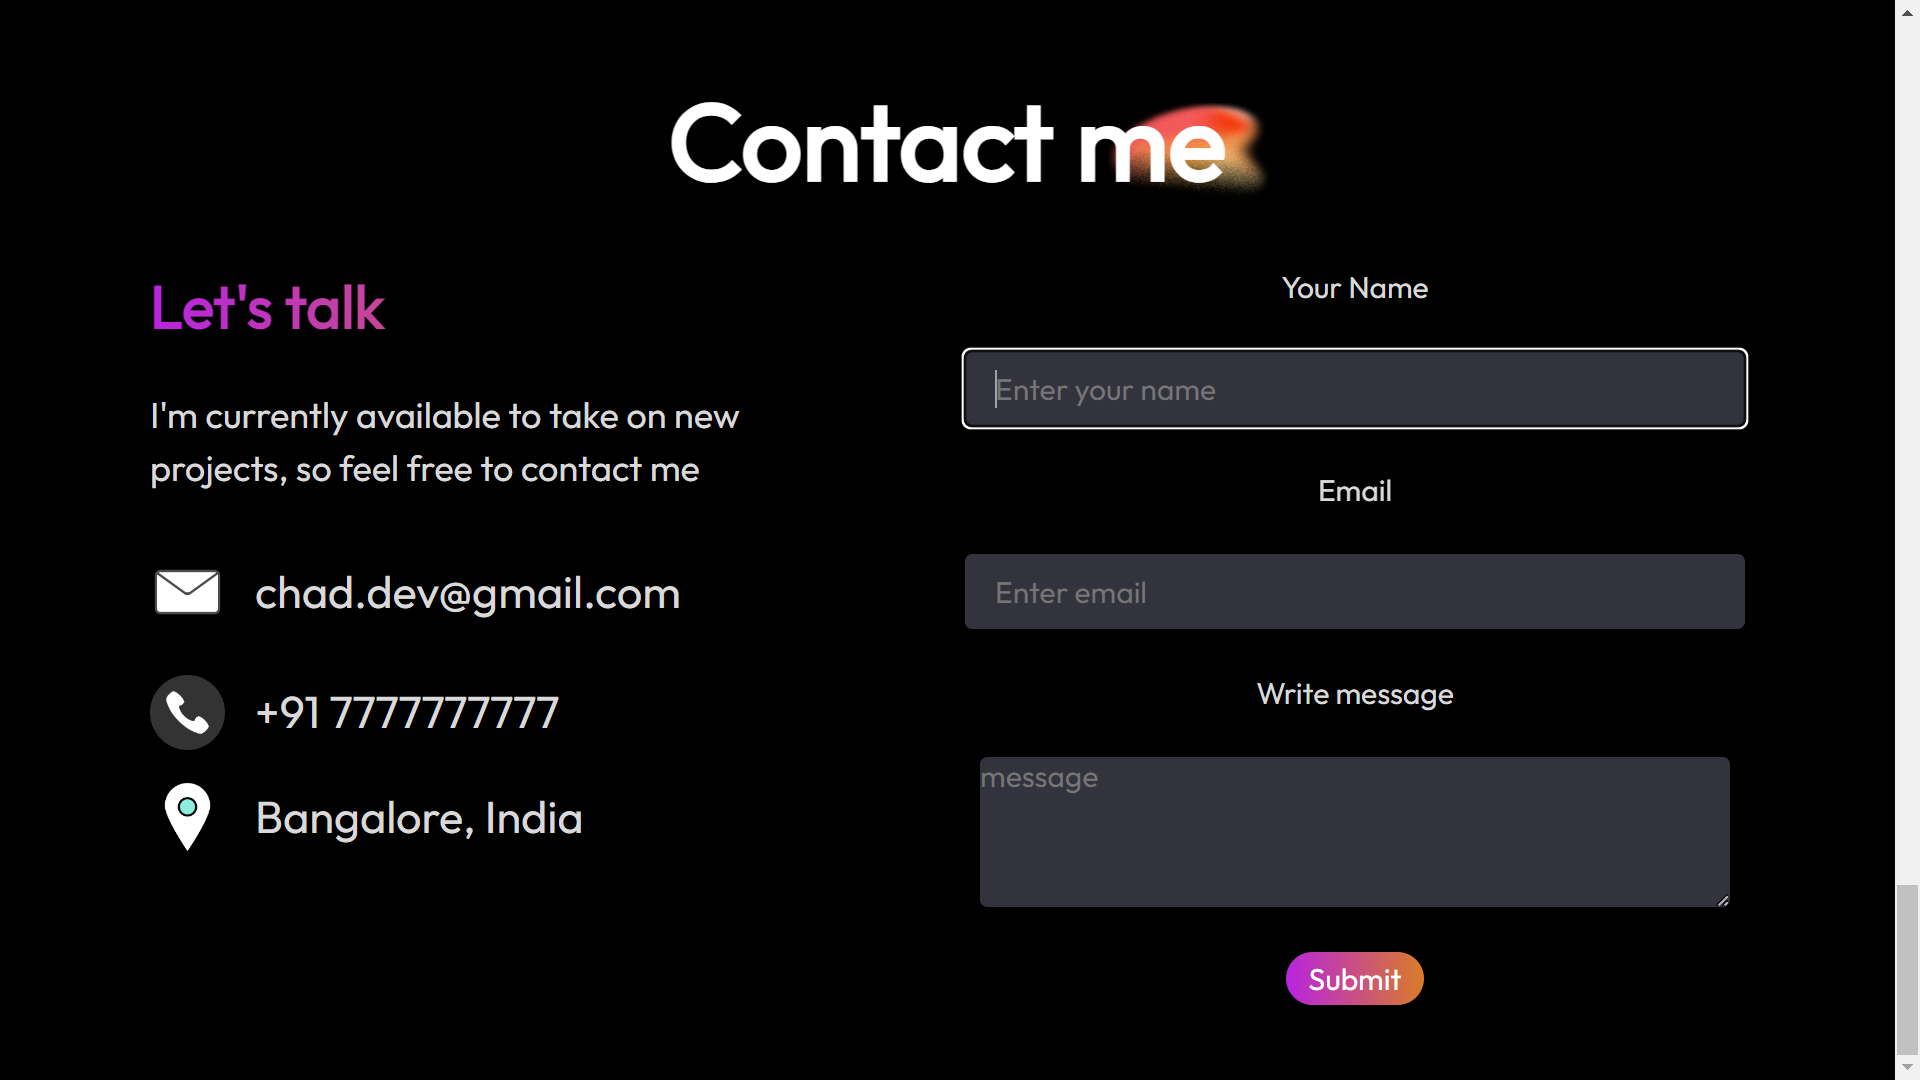 Contact me
Let's talk
I'm currently available to take on new
projects, so feel free to contact me
chad.dev@gmail.com
+91 7777777777
Bangalore, India
Your Name
Enter your name
Email
Enter email
Write message
message
Submit